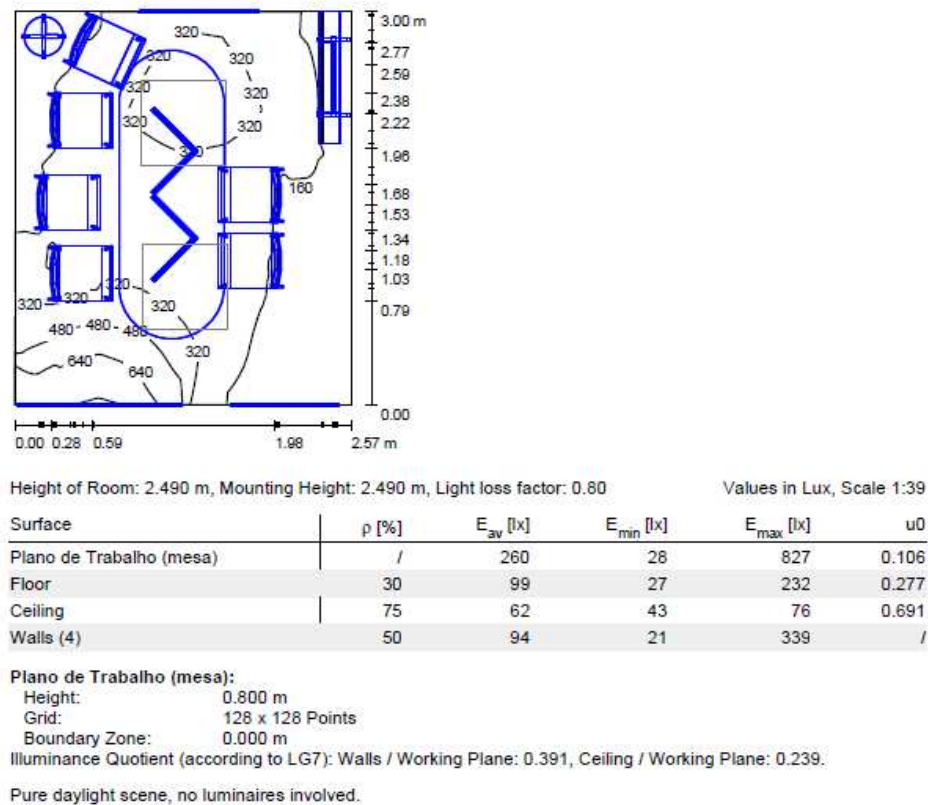 3.00 m
2.77
2.59
2.38
2.22
1.96
1.68
1.53
1.34
1.18
1.03
0.79
0.00
320
320
320
320
320
320
320
320
320
160
320
320
320
320
320
480
480
480
640
640
0.00 0.28 0.59 1.98 2.57 m
Height of Room: 2.490 m, Mounting Height: 2.490 m, Light loss factor: 0.80 Values in Lux, Scale 1:39
Surface ρ [%] Eav [lx] Emin [lx] Emax [lx] u0
Plano de Trabalho (mesa) / 260 28 827 0.106
Floor 30 99 27 232 0.277
Ceiling 75 62 43 76 0.691
Walls (4) 50 94 21 339 /
Plano de Trabalho (mesa):
Height: 0.800 m
Grid: 128 x 128 Points
Boundary Zone: 0.000 m
Illuminance Quotient (according to LG7): Walls / Working Plane: 0.391, Ceiling / Working Plane: 0.239.
Pure daylight scene, no luminaires involved.